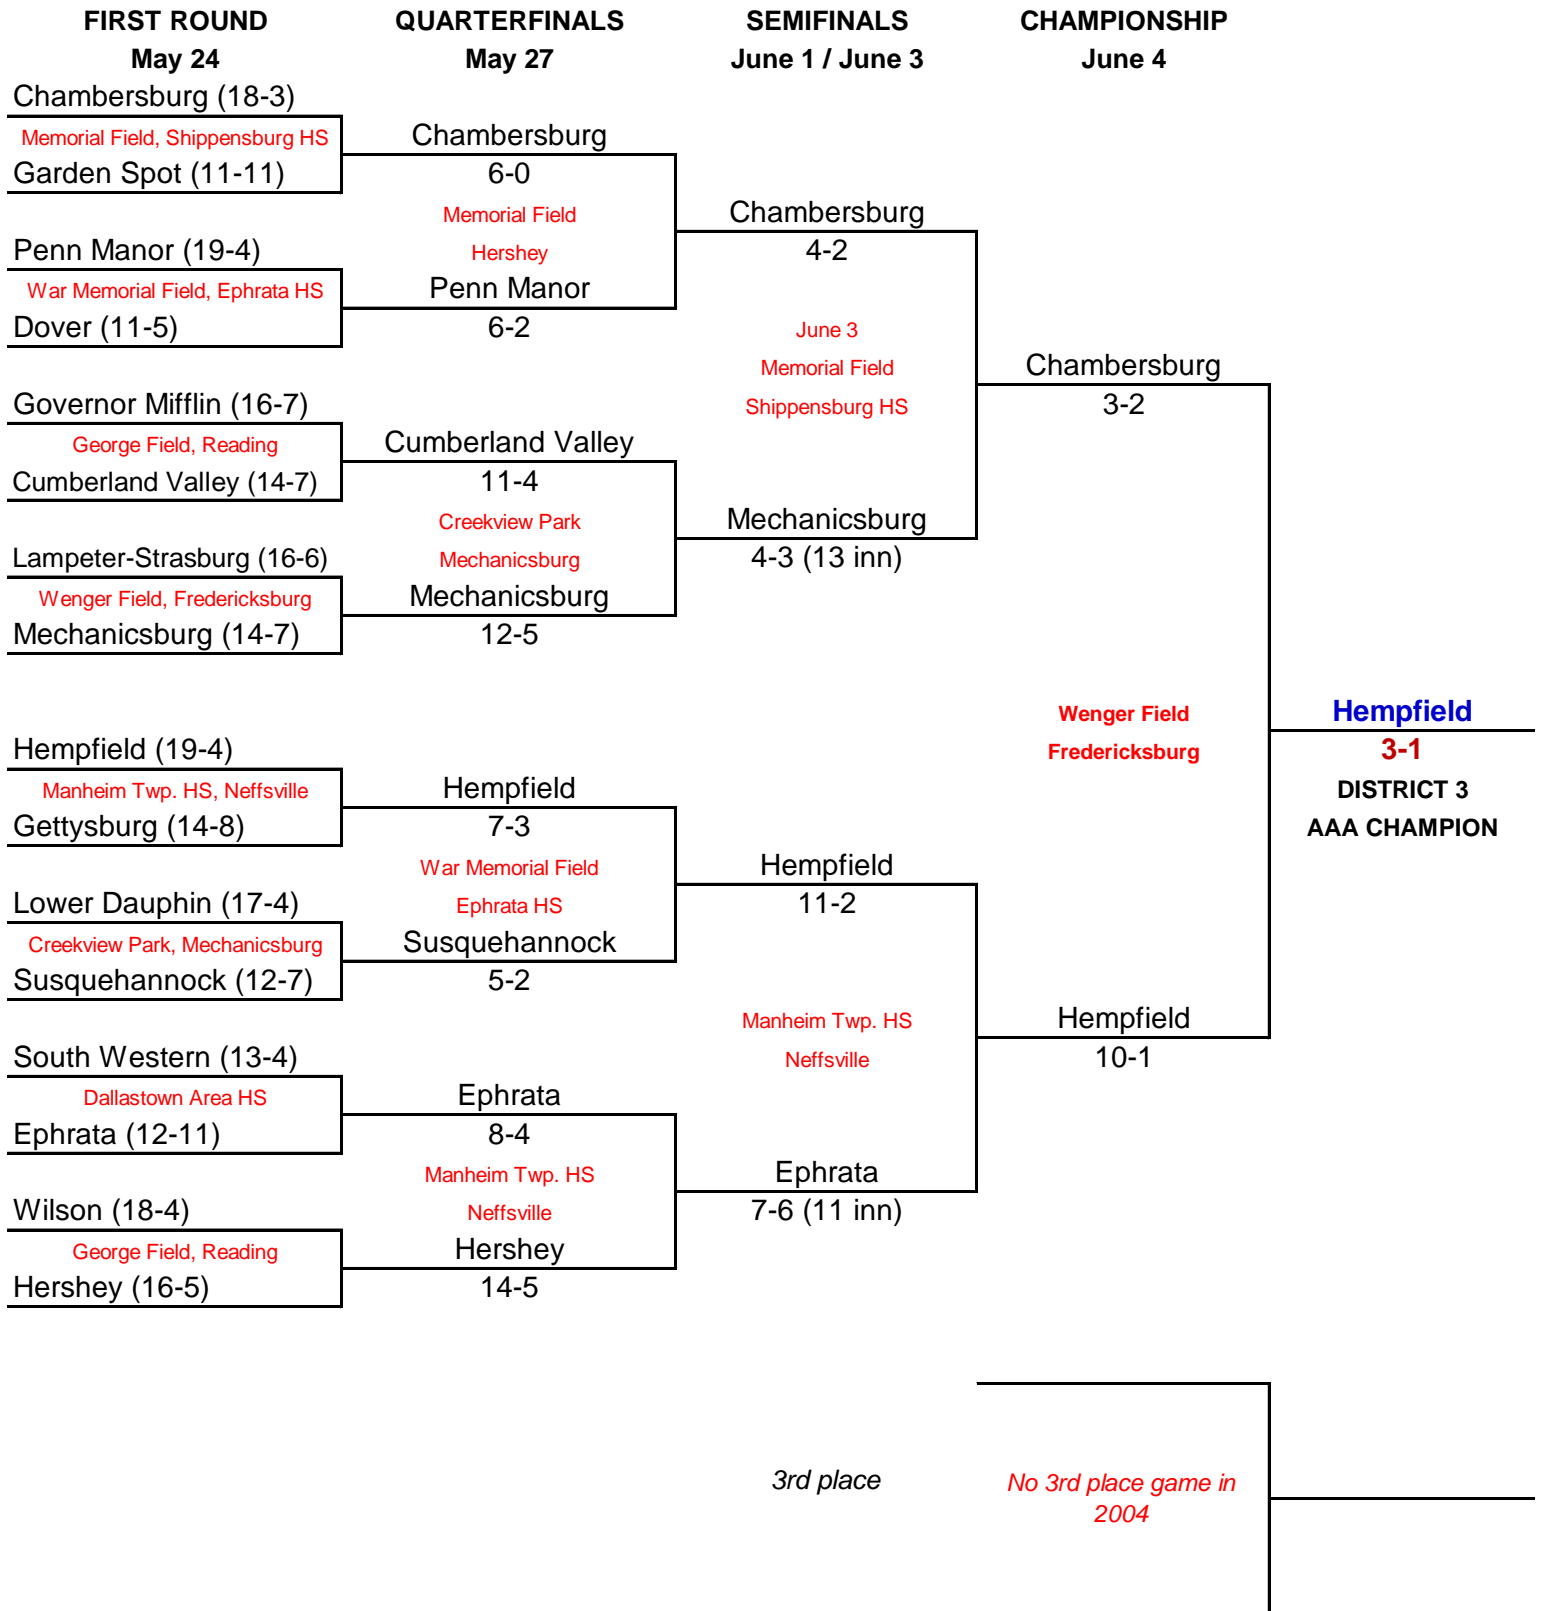 FIRST ROUND
May 24
Chambersburg (18-3)
Memorial Field, Shippensburg HS
Garden Spot (11-11)
Penn Manor (19-4)
War Memorial Field, Ephrata HS
Dover (11-5)
Governor Mifflin (16-7)
George Field, Reading
Cumberland Valley (14-7)
Lampeter-Strasburg (16-6)
Wenger Field, Fredericksburg
Mechanicsburg (14-7)
Hempfield (19-4)
Manheim Twp. HS, Neffsville
Gettysburg (14-8)
Lower Dauphin (17-4)
Creekview Park, Mechanicsburg
Susquehannock (12-7)
South Western (13-4)
Dallastown Area HS
Ephrata (12-11)
Wilson (18-4)
George Field, Reading
Hershey (16-5)
QUARTERFINALS
May 27
Chambersburg
6-0
Memorial Field
Hershey
Penn Manor
6-2
Cumberland Valley
11-4
Creekview Park
Mechanicsburg
Mechanicsburg
12-5
Hempfield
7-3
War Memorial Field
Ephrata HS
Susquehannock
5-2
Ephrata
8-4
Manheim Twp. HS
Neffsville
Hershey
14-5
SEMIFINALS
June 1 / June 3
Chambersburg
4-2
June 3
Memorial Field
Shippensburg HS
Mechanicsburg
4-3 (13 inn)
Hempfield
11-2
Manheim Twp. HS
Neffsville
Ephrata
7-6 (11 inn)
CHAMPIONSHIP
June 4
Chambersburg
3-2
Wenger Field
Fredericksburg
Hempfield
10-1
Hempfield
3-1
DISTRICT 3
AAA CHAMPION
3rd place
No 3rd place game in
2004